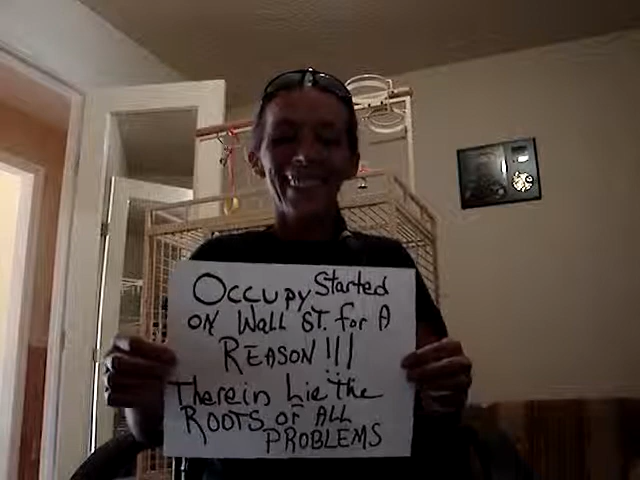 Occupy Started
ON Wall ST. for A
REASON !!!
Therein Lie the
ROOTS OF ALL
PROBLEMS